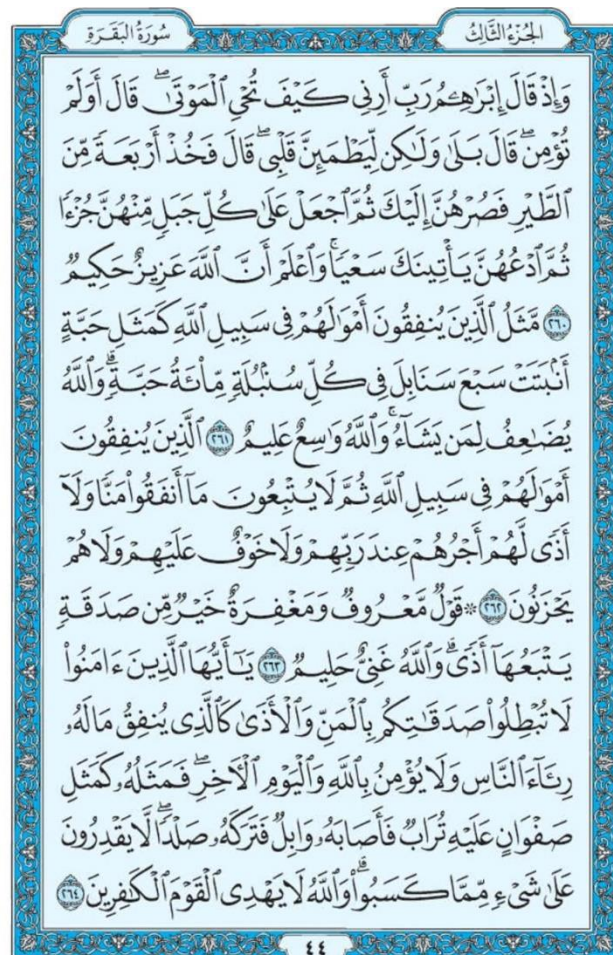 الجُزْءُ الثَّالِثُ
سُورَةُ البَقَرَةِ
وَإِذْ قَالَ إِبْرَٰهِـۧمُ رَبِّ أَرِنِى كَيْفَ تُحْىِ ٱلْمَوْتَىٰ ۖ قَالَ أَوَلَمْ
تُؤْمِن ۖ قَالَ بَلَىٰ وَلَٰكِن لِّيَطْمَئِنَّ قَلْبِى ۖ قَالَ فَخُذْ أَرْبَعَةً مِّنَ
ٱلطَّيْرِ فَصُرْهُنَّ إِلَيْكَ ثُمَّ ٱجْعَلْ عَلَىٰ كُلِّ جَبَلٍ مِّنْهُنَّ جُزْءًا
ثُمَّ ٱدْعُهُنَّ يَأْتِينَكَ سَعْيًا ۚ وَٱعْلَمْ أَنَّ ٱللَّهَ عَزِيزٌ حَكِيمٌ
٢٦٠ مَّثَلُ ٱلَّذِينَ يُنفِقُونَ أَمْوَٰلَهُمْ فِى سَبِيلِ ٱللَّهِ كَمَثَلِ حَبَّةٍ
أَنۢبَتَتْ سَبْعَ سَنَابِلَ فِى كُلِّ سُنۢبُلَةٍ مِّا۟ئَةُ حَبَّةٍ ۗ وَٱللَّهُ
يُضَٰعِفُ لِمَن يَشَآءُ ۚ وَٱللَّهُ وَٰسِعٌ عَلِيمٌ ٢٦١ ٱلَّذِينَ يُنفِقُونَ
أَمْوَٰلَهُمْ فِى سَبِيلِ ٱللَّهِ ثُمَّ لَا يُتْبِعُونَ مَآ أَنفَقُوا۟ مَنًّا وَلَآ
أَذًى لَّهُمْ أَجْرُهُمْ عِندَ رَبِّهِمْ وَلَا خَوْفٌ عَلَيْهِمْ وَلَا هُمْ
يَحْزَنُونَ ٢٦٢ * قَوْلٌ مَّعْرُوفٌ وَمَغْفِرَةٌ خَيْرٌ مِّن صَدَقَةٍ
يَتْبَعُهَآ أَذًى ۗ وَٱللَّهُ غَنِىٌّ حَلِيمٌ ٢٦٣ يَٰٓأَيُّهَا ٱلَّذِينَ ءَامَنُوا۟
لَا تُبْطِلُوا۟ صَدَقَٰتِكُم بِٱلْمَنِّ وَٱلْأَذَىٰ كَٱلَّذِى يُنفِقُ مَالَهُۥ
رِئَآءَ ٱلنَّاسِ وَلَا يُؤْمِنُ بِٱللَّهِ وَٱلْيَوْمِ ٱلْـَٔاخِرِ ۖ فَمَثَلُهُۥ كَمَثَلِ
صَفْوَانٍ عَلَيْهِ تُرَابٌ فَأَصَابَهُۥ وَابِلٌ فَتَرَكَهُۥ صَلْدًا ۖ لَّا يَقْدِرُونَ
عَلَىٰ شَىْءٍ مِّمَّا كَسَبُوا۟ ۗ وَٱللَّهُ لَا يَهْدِى ٱلْقَوْمَ ٱلْكَٰفِرِينَ ٢٦٤
٤٤